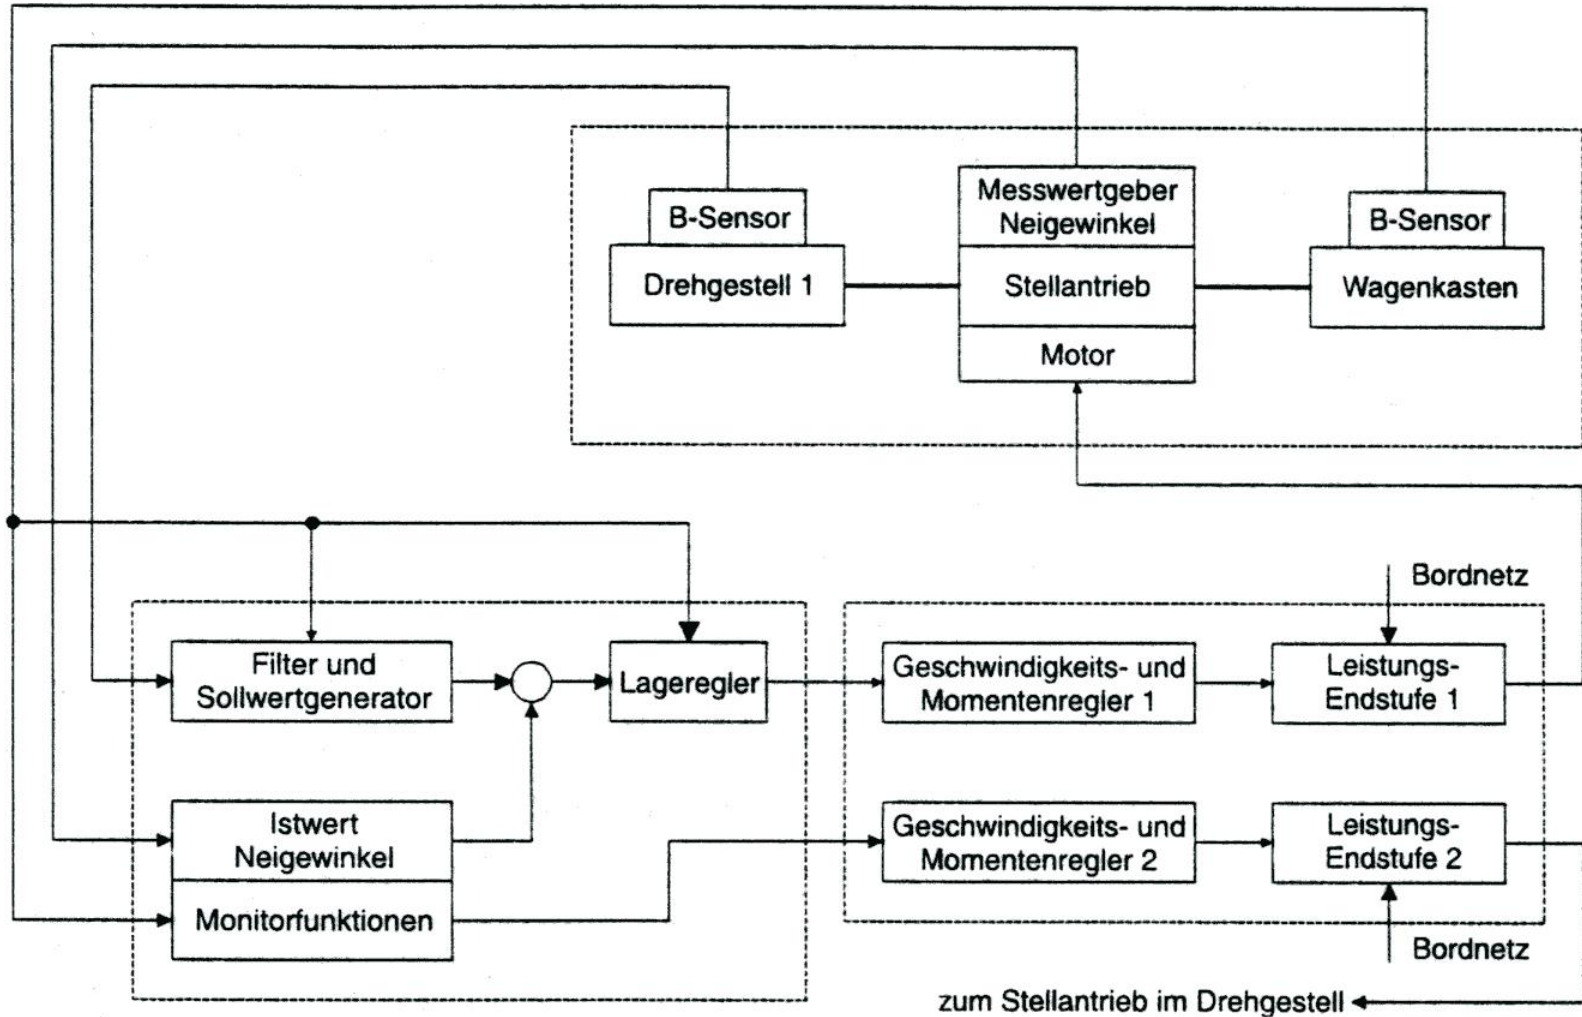 B-Sensor
Drehgestell 1
Messwertgeber
Neigewinkel
Stellantrieb
Motor
B-Sensor
Wagenkasten
Bordnetz
Filter und
Sollwertgenerator
Lageregler
Geschwindigkeits- und
Momentenregler 1
Leistungs-
Endstufe 1
Istwert
Neigewinkel
Monitorfunktionen
Geschwindigkeits- und
Momentenregler 2
Leistungs-
Endstufe 2
Bordnetz
zum Stellantrieb im Drehgestell